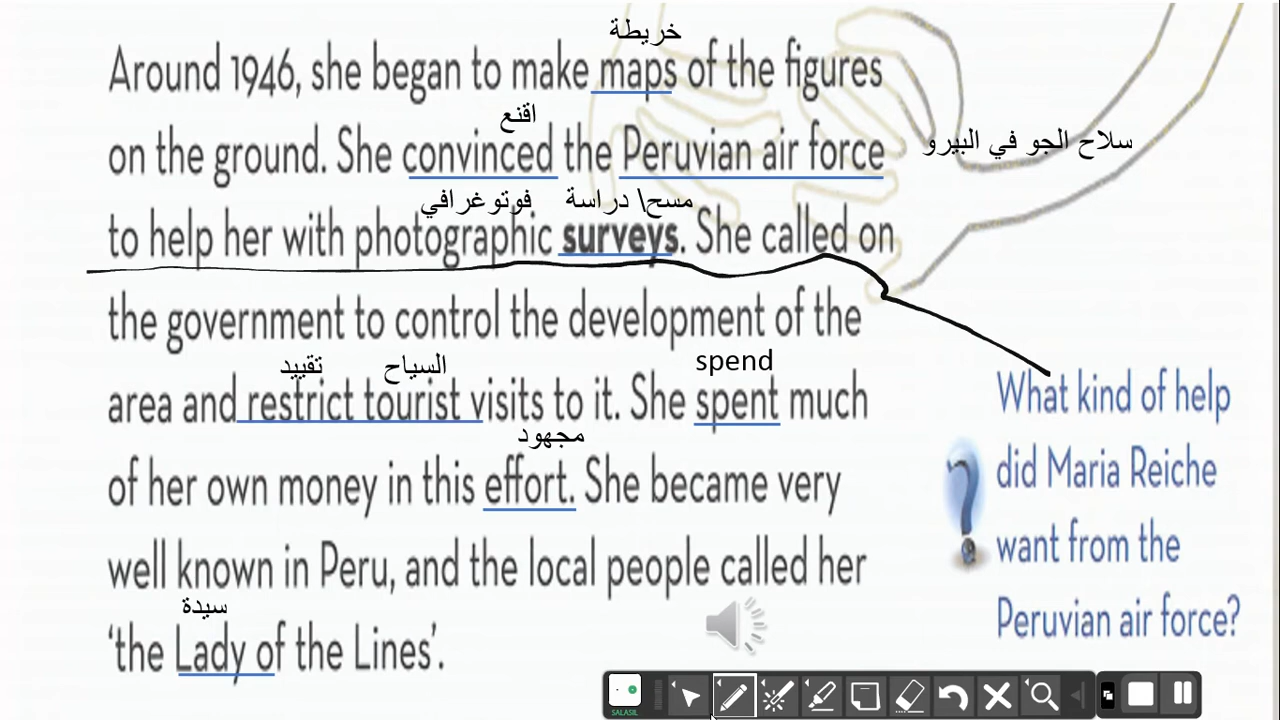 خريطة
Around 1946, she began to make maps of the figures
اقنع
on the ground. She convinced the Peruvian air force
سلاح الجو في البيرو
فوتوغرافي مسح\ دراسة
to help her with photographic surveys. She called on
the government to control the development of the
تقييد السياح spend
area and restrict tourist visits to it. She spent much
مجهود
of her own money in this effort. She became very
well known in Peru, and the local people called her
سيدة
‘the Lady of the Lines’.
What kind of help
did Maria Reiche
want from the
Peruvian air force?
SALASIL